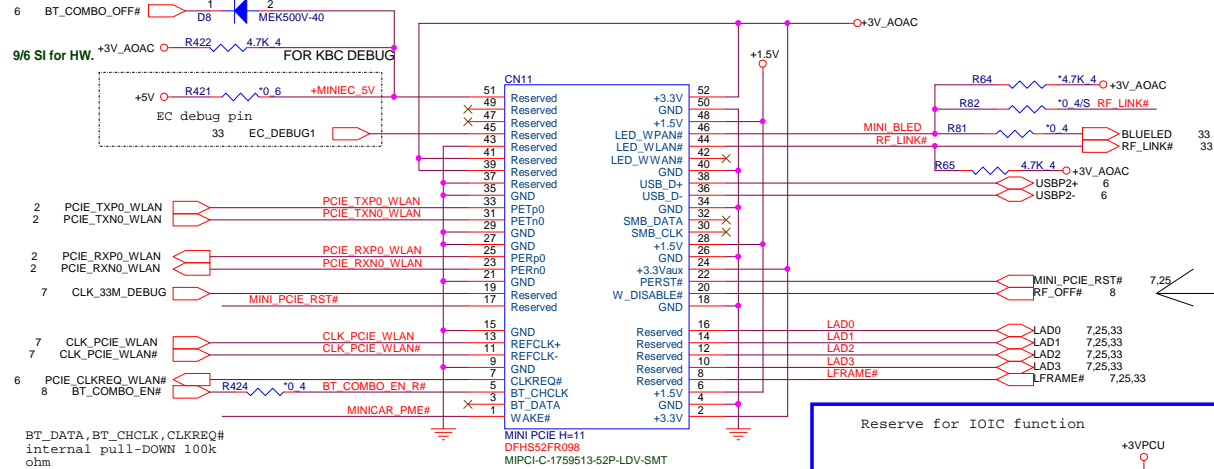 6 BT_COMBO_OFF# 1 2
D8 MEK500V-40
+3V_AOAC
9/6 SI for HW. +3V_AOAC R422 4.7K_4
FOR KBC DEBUG
+1.5V
+5V R421 *0_6 +MINIEC_5V
EC debug pin
33 EC_DEBUG1
CN11
51 Reserved +3.3V 52
49 Reserved GND 50
47 Reserved +1.5V 48
45 Reserved LED_WPAN# 46
43 Reserved LED_WLAN# 44
41 Reserved LED_WWAN# 42
39 Reserved GND 40
37 Reserved USB_D+ 38
35 GND USB_D- 36
33 PETp0 GND 34
31 PETn0 SMB_DATA 32
29 GND SMB_CLK 30
27 GND +1.5V 28
25 PERp0 GND 26
23 PERn0 +3.3Vaux 24
21 GND PERST# 22
19 Reserved W_DISABLE# 20
17 Reserved GND 18
15 GND Reserved 16
13 REFCLK+ Reserved 14
11 REFCLK- Reserved 12
9 GND Reserved 10
7 CLKREQ# Reserved 8
5 BT_CHCLK +1.5V 6
3 BT_DATA GND 4
1 WAKE# +3.3V 2
MINI PCIE H=11
DFHS52FR098
MIPCI-C-1759513-52P-LDV-SMT
2 PCIE_TXP0_WLAN PCIE_TXP0_WLAN
2 PCIE_TXN0_WLAN PCIE_TXN0_WLAN
2 PCIE_RXP0_WLAN PCIE_RXP0_WLAN
2 PCIE_RXN0_WLAN PCIE_RXN0_WLAN
7 CLK_33M_DEBUG
MINI_PCIE_RST#
7 CLK_PCIE_WLAN CLK_PCIE_WLAN
7 CLK_PCIE_WLAN# CLK_PCIE_WLAN#
6 PCIE_CLKREQ_WLAN#
8 BT_COMBO_EN# R424 *0_4 BT_COMBO_EN_R#
MINICAR_PME#
BT_DATA,BT_CHCLK,CLKREQ#
internal pull-DOWN 100k
ohm
R64 *4.7K_4 +3V_AOAC
R82 *0_4/S RF_LINK#
MINI_BLED R81 *0_4 BLUELED 33
RF_LINK# RF_LINK# 33
R65 4.7K_4 +3V_AOAC
USBP2+ 6
USBP2- 6
MINI_PCIE_RST# 7,25
RF_OFF# 8
LAD0 LAD0 7,25,33
LAD1 LAD1 7,25,33
LAD2 LAD2 7,25,33
LAD3 LAD3 7,25,33
LFRAME# LFRAME# 7,25,33
Reserve for IOIC function
+3VPCU